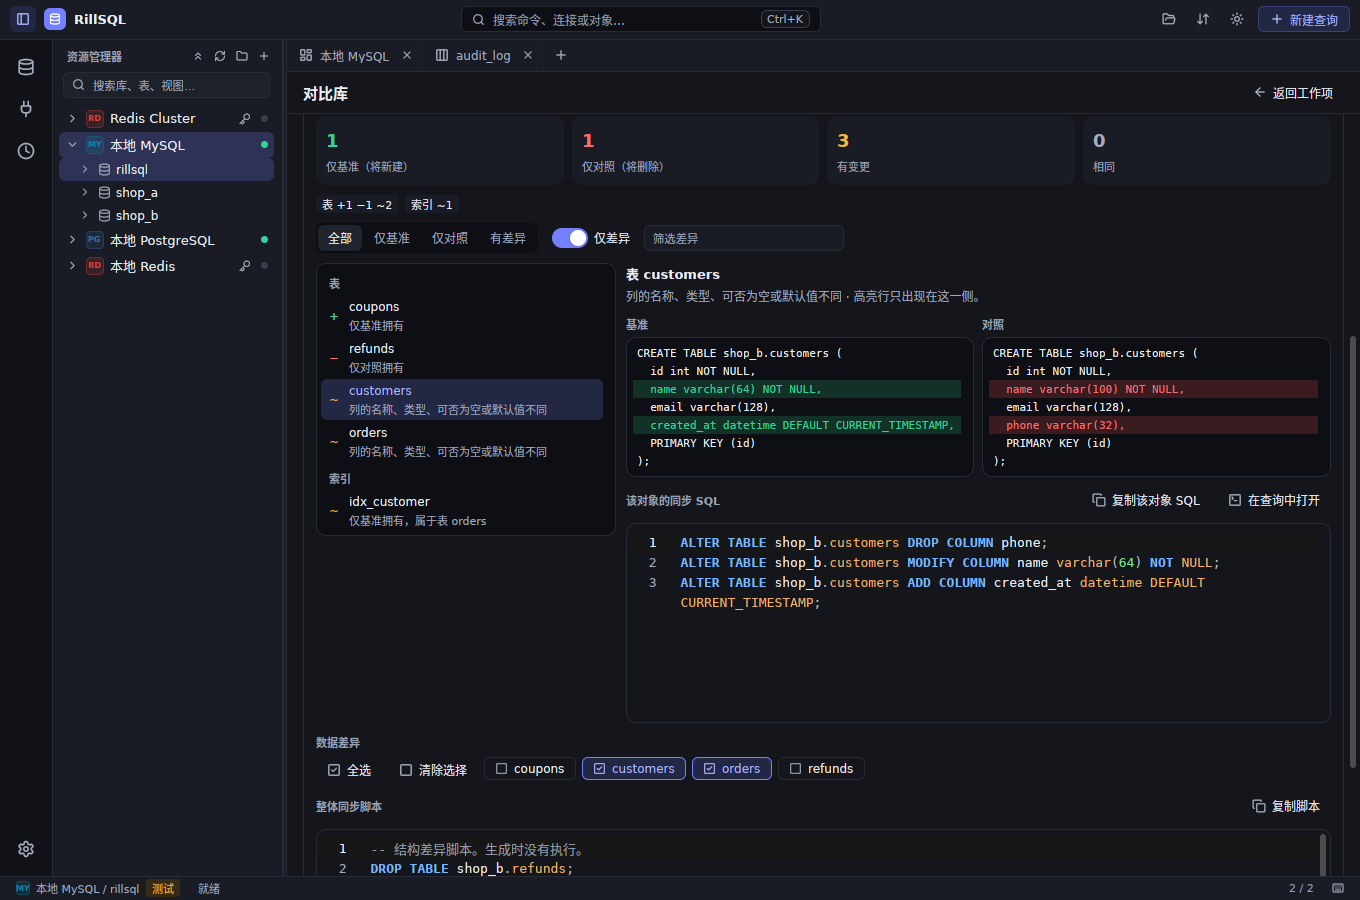 RillSQL
搜索命令、连接或对象…
Ctrl+K
新建查询
资源管理器
搜索库、表、视图…
RD Redis Cluster
MY 本地 MySQL
rillsql
shop_a
shop_b
PG 本地 PostgreSQL
RD 本地 Redis
本地 MySQL
audit_log
对比库
返回工作项
1
仅基准（将新建）
1
仅对照（将删除）
3
有变更
0
相同
表 +1 −1 ~2
索引 ~1
全部
仅基准
仅对照
有差异
仅差异
筛选差异
表
+ coupons
仅基准拥有
− refunds
仅对照拥有
~ customers
列的名称、类型、可否为空或默认值不同
~ orders
列的名称、类型、可否为空或默认值不同
索引
~ idx_customer
仅基准拥有，属于表 orders
表 customers
列的名称、类型、可否为空或默认值不同 · 高亮行只出现在这一侧。
基准
CREATE TABLE shop_b.customers (
id int NOT NULL,
name varchar(64) NOT NULL,
email varchar(128),
created_at datetime DEFAULT CURRENT_TIMESTAMP,
PRIMARY KEY (id)
);
对照
CREATE TABLE shop_b.customers (
id int NOT NULL,
name varchar(100) NOT NULL,
email varchar(128),
phone varchar(32),
PRIMARY KEY (id)
);
该对象的同步 SQL
复制该对象 SQL
在查询中打开
1 ALTER TABLE shop_b.customers DROP COLUMN phone;
2 ALTER TABLE shop_b.customers MODIFY COLUMN name varchar(64) NOT NULL;
3 ALTER TABLE shop_b.customers ADD COLUMN created_at datetime DEFAULT
CURRENT_TIMESTAMP;
数据差异
全选
清除选择
coupons
customers
orders
refunds
整体同步脚本
复制脚本
1 -- 结构差异脚本。生成时没有执行。
2 DROP TABLE shop_b.refunds;
MY 本地 MySQL / rillsql
测试
就绪
2 / 2